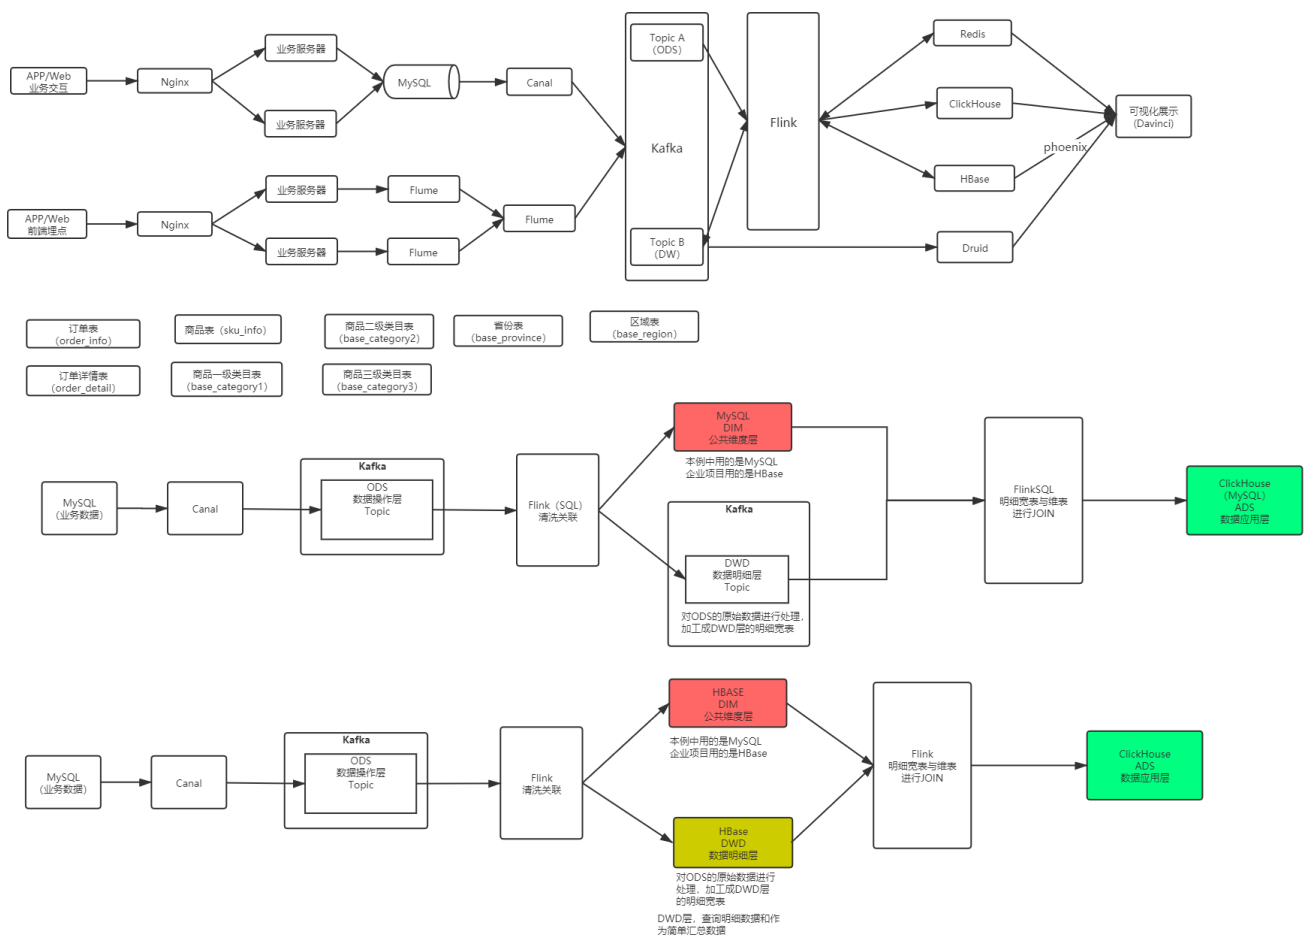 APP/Web
业务交互
Nginx
业务服务器
业务服务器
MySQL
Canal
APP/Web
前端埋点
Nginx
业务服务器
业务服务器
Flume
Flume
Flume
Topic A
（ODS）
Kafka
Topic B
（DW）
Flink
Redis
ClickHouse
HBase
Druid
phoenix
可视化展示
(Davinci)
订单表
（order_info）
商品表（sku_info）
商品二级类目表
（base_category2）
省份表
（base_province）
区域表
（base_region）
订单详情表
（order_detail）
商品一级类目表
（base_category1）
商品三级类目表
（base_category3）
MySQL
（业务数据）
Canal
Kafka
ODS
数据操作层
Topic
Flink（SQL）
清洗关联
MySQL
DIM
公共维度层
本例中用的是MySQL
企业项目用的是HBase
Kafka
DWD
数据明细层
Topic
对ODS的原始数据进行处理，
加工成DWD层的明细宽表
FlinkSQL
明细宽表与维表
进行JOIN
ClickHouse
（MySQL）
ADS
数据应用层
MySQL
（业务数据）
Canal
Kafka
ODS
数据操作层
Topic
Flink
清洗关联
HBASE
DIM
公共维度层
本例中用的是MySQL
企业项目用的是HBase
HBase
DWD
数据明细层
对ODS的原始数据进行
处理，加工成DWD层
的明细宽表
DWD层，查询明细数据和作
为简单汇总数据
Flink
明细宽表与维表
进行JOIN
ClickHouse
ADS
数据应用层